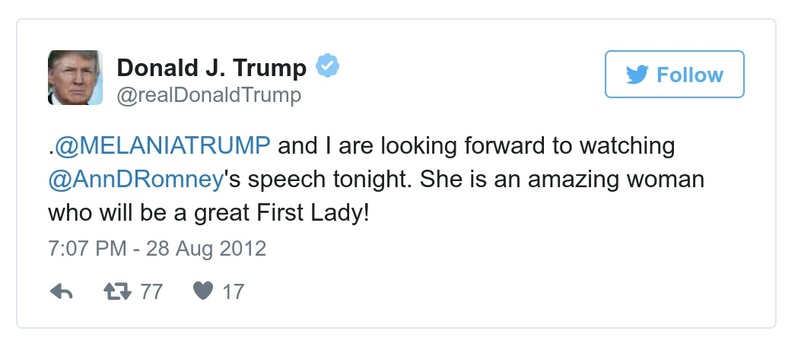 Donald J. Trump
@realDonaldTrump
Follow
.@MELANIATRUMP and I are looking forward to watching
@AnnDRomney's speech tonight. She is an amazing woman
who will be a great First Lady!
7:07 PM - 28 Aug 2012
77 17